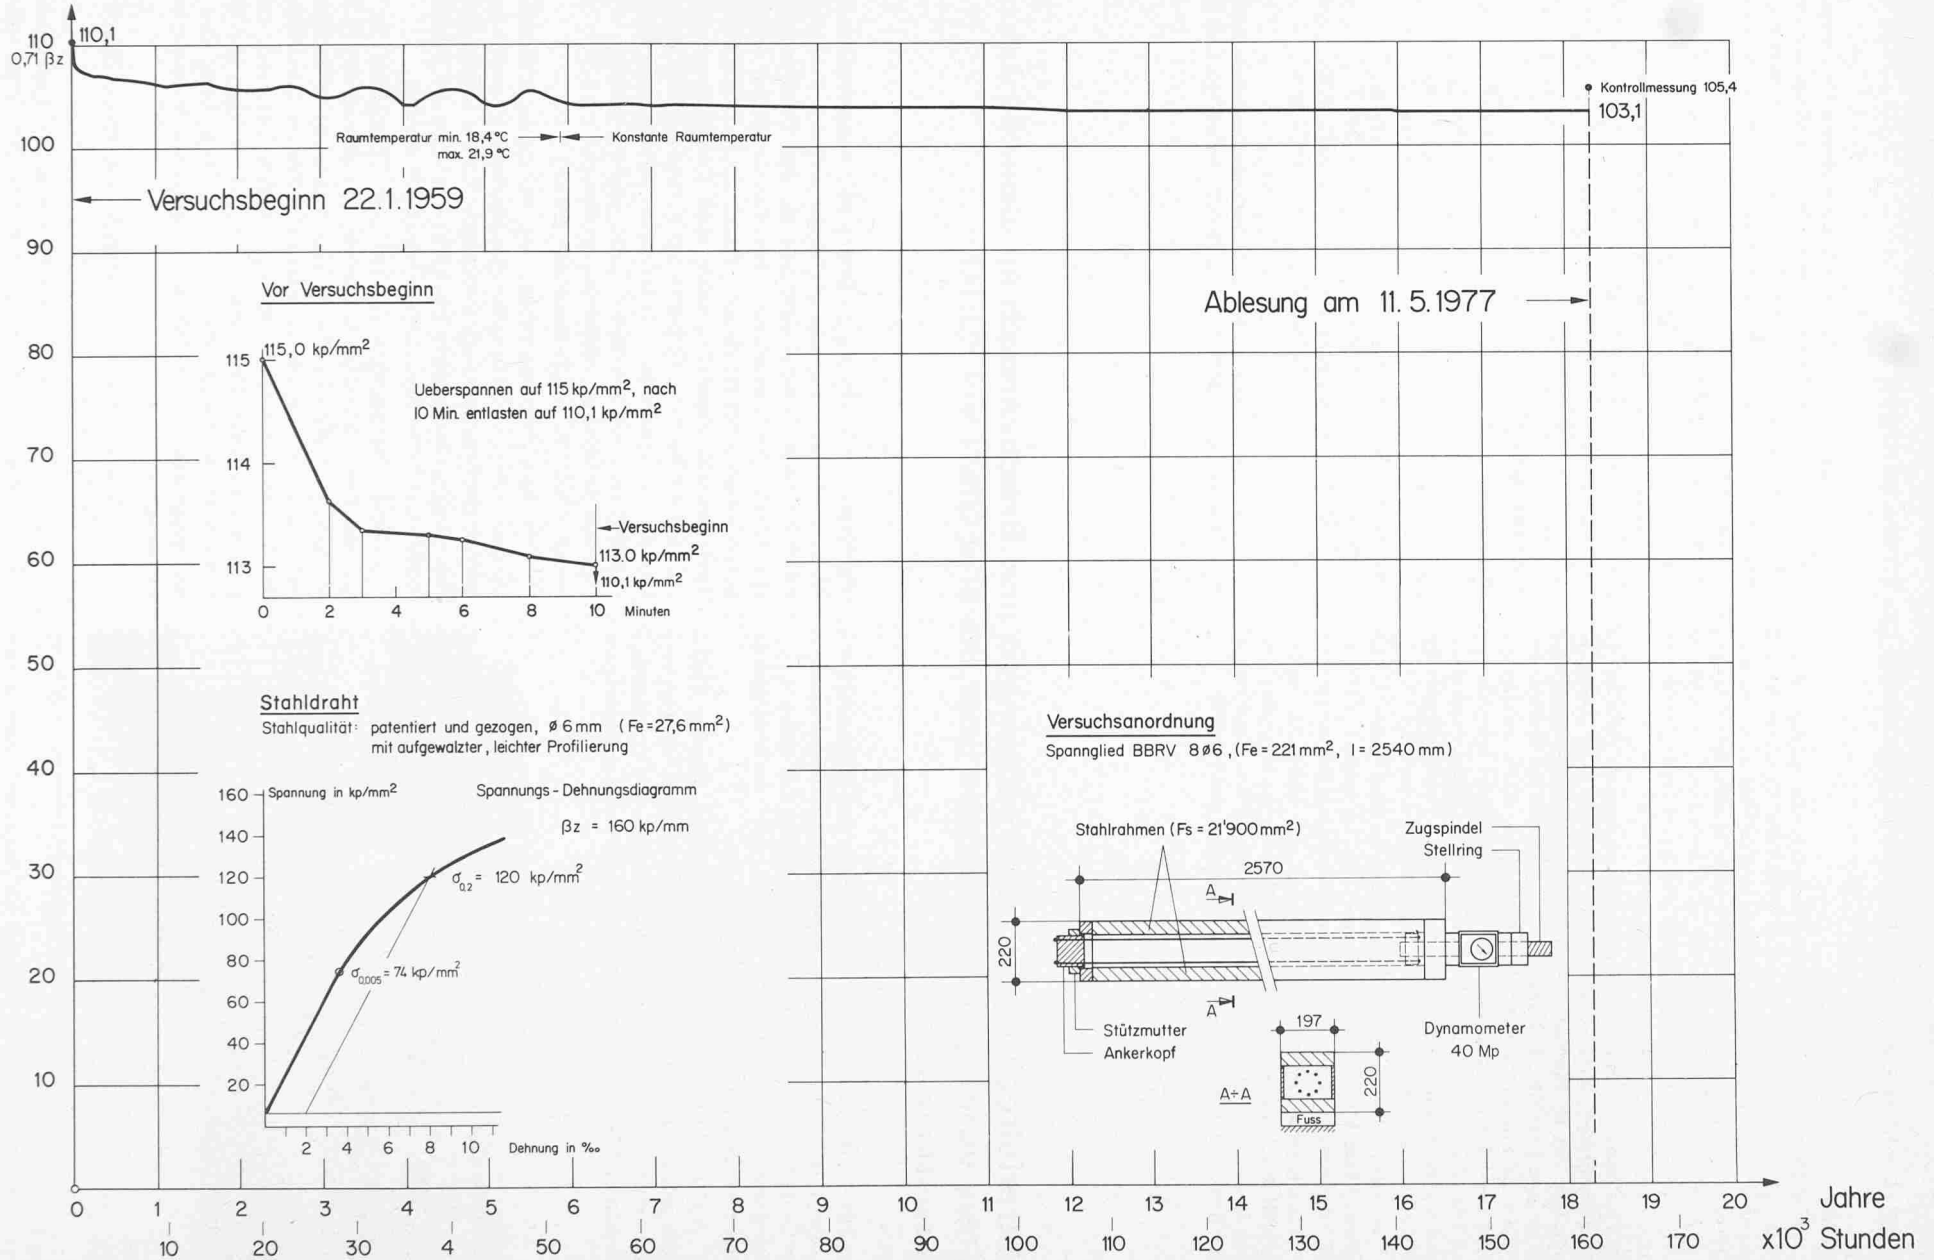 110
0,71 βz
110,1
100
90
80
70
60
50
40
30
20
10
Kontrollmessung 105,4
103,1
Raumtemperatur min. 18,4 °C
max. 21,9 °C
Konstante Raumtemperatur
Versuchsbeginn 22.1.1959
Ablesung am 11.5.1977
Vor Versuchsbeginn
115
115,0 kp/mm²
Ueberspannen auf 115 kp/mm², nach
10 Min. entlasten auf 110,1 kp/mm²
114
Versuchsbeginn
113.0 kp/mm²
113
110,1 kp/mm²
0 2 4 6 8 10 Minuten
Stahldraht
Stahlqualität: patentiert und gezogen, ø 6 mm (Fe=27,6 mm²)
mit aufgewalzter, leichter Profilierung
160 Spannung in kp/mm² Spannungs-Dehnungsdiagramm
βz = 160 kp/mm
140
120
σ0,2 = 120 kp/mm²
100
80
σ0,005 = 74 kp/mm²
60
40
20
2 4 6 8 10 Dehnung in ‰
Versuchsanordnung
Spannglied BBRV 8ø6, (Fe=221 mm², l = 2540 mm)
Stahlrahmen (Fs = 21'900 mm²)
Zugspindel
Stellring
2570
A
220
A
Stützmutter
Ankerkopf
Dynamometer
40 Mp
197
220
A÷A
Fuss
0 1 2 3 4 5 6 7 8 9 10 11 12 13 14 15 16 17 18 19 20 Jahre
10 20 30 4 50 60 70 80 90 100 110 120 130 140 150 160 170 x10³ Stunden